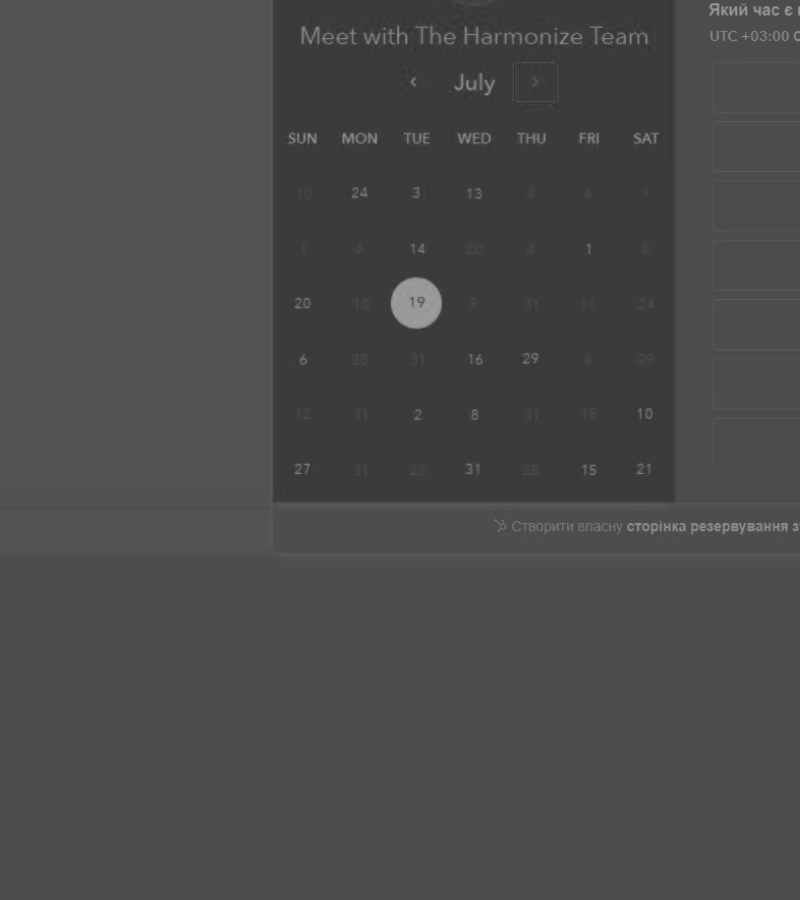 Meet with The Harmonize Team
Який час є
UTC +03:00
‹ July ›
SUN MON TUE WED THU FRI SAT
10 24 3 13 6 4 1
1 6 14 20 4 1 8
20 10 19 5 31 11 24
6 28 31 16 29 6 29
12 31 2 8 31 15 10
27 31 22 31 28 15 21
Створити власну сторінка резервування